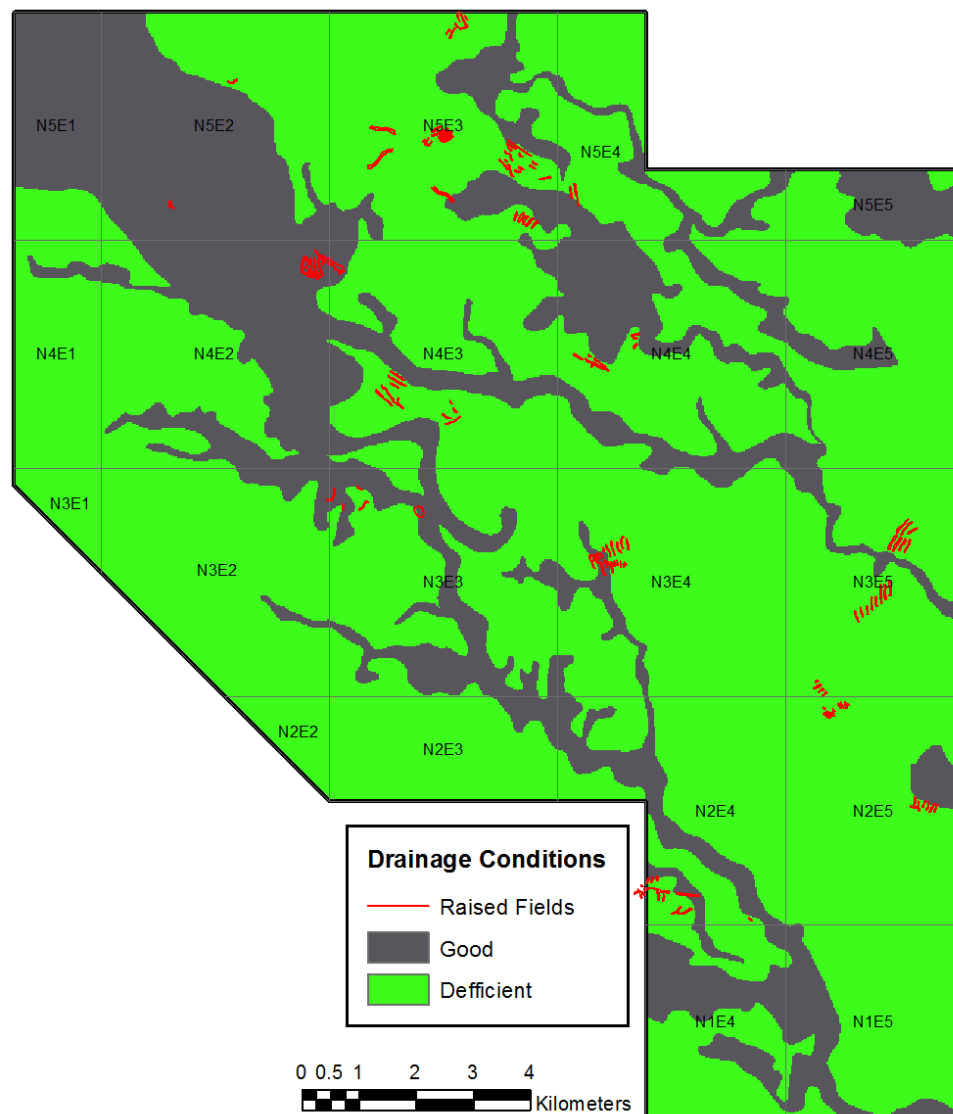 N5E1
N5E2
N5E3
N5E4
N5E5
N4E1
N4E2
N4E3
N4E4
N4E5
N3E1
N3E2
N3E3
N3E4
N3E5
N2E2
N2E3
N2E4
N2E5
Drainage Conditions
Raised Fields
Good
Defficient
N1E4
N1E5
0 0.5 1 2 3 4
Kilometers